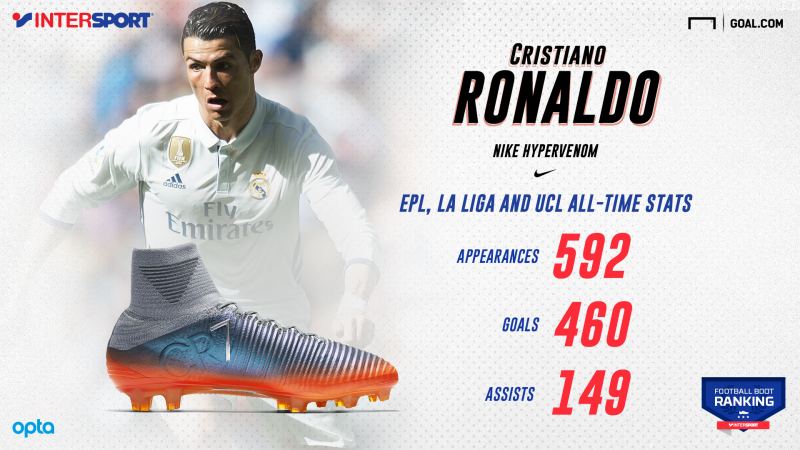 INTERSPORT
GOAL.COM
CRISTIANO
RONALDO
NIKE HYPERVENOM
EPL, LA LIGA AND UCL ALL-TIME STATS
APPEARANCES 592
GOALS 460
ASSISTS 149
adidas
Fly
Emirates
7
opta
FOOTBALL BOOT
RANKING
INTERSPORT